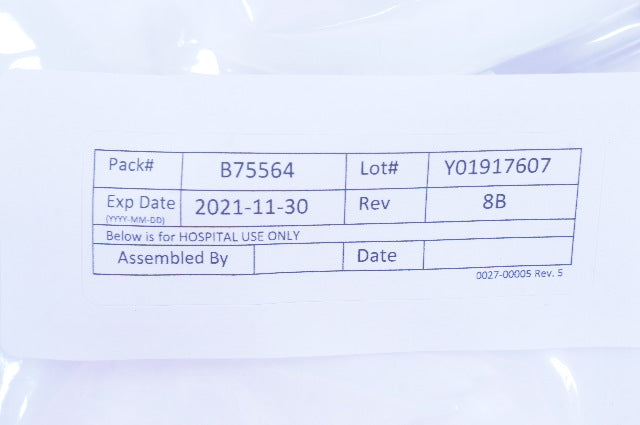 Pack# B75564 Lot# Y01917607
Exp Date 2021-11-30 Rev 8B
(YYYY-MM-DD)
Below is for HOSPITAL USE ONLY
Assembled By Date
0027-00005 Rev. 5